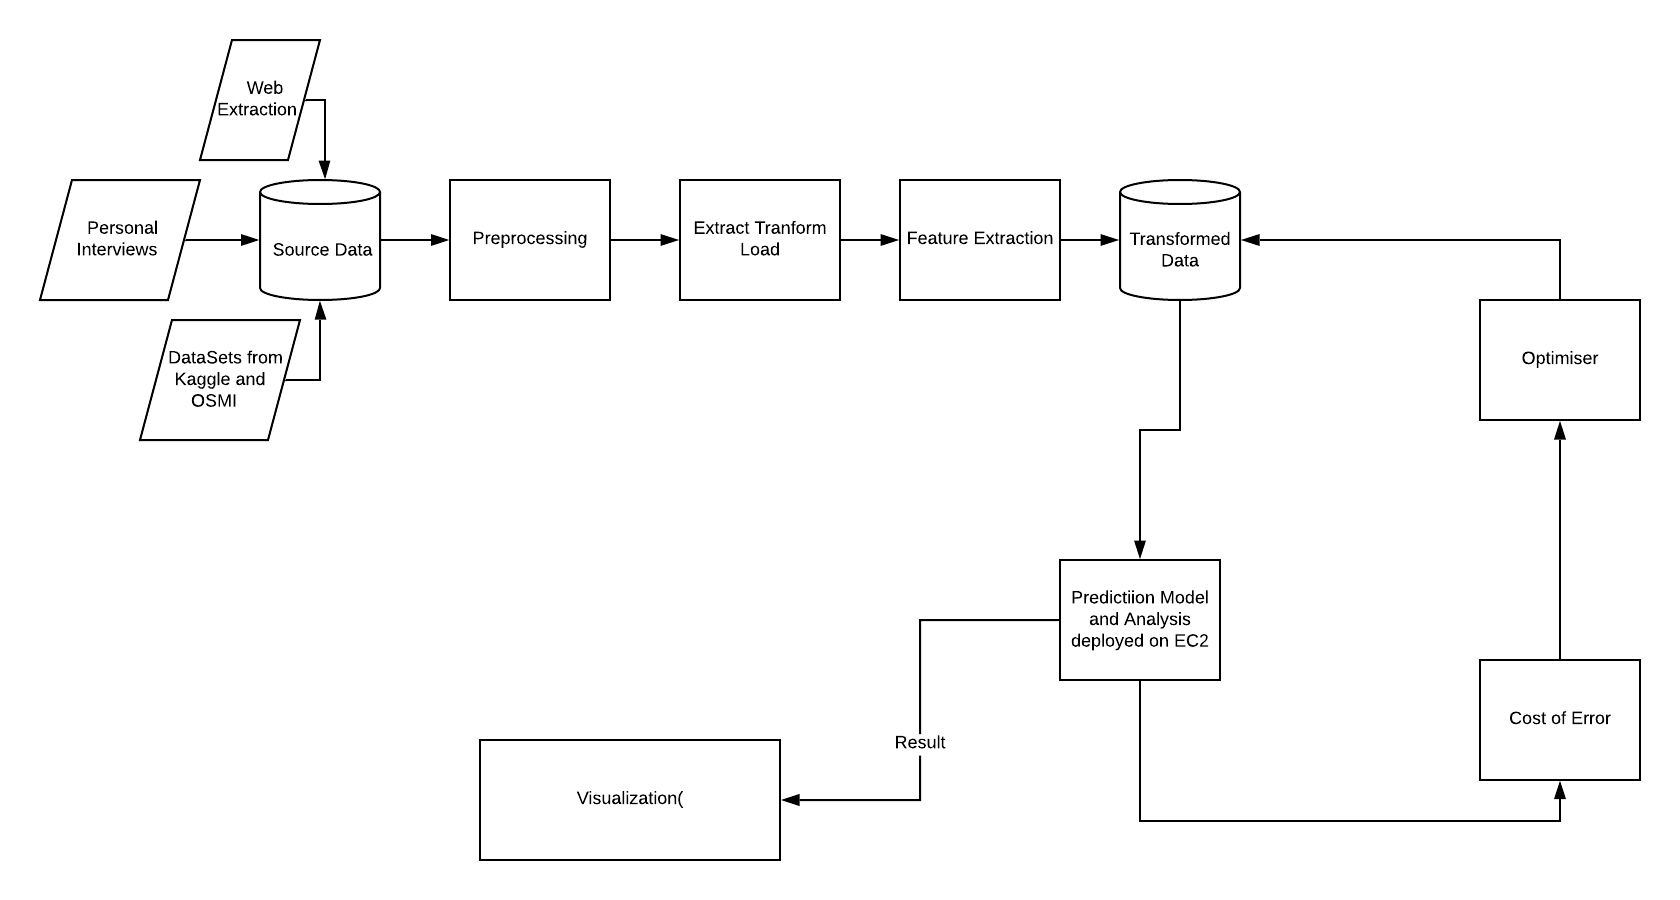 Web
Extraction
Personal
Interviews
Source Data
DataSets from
Kaggle and
OSMI
Preprocessing
Extract Tranform
Load
Feature Extraction
Transformed
Data
Optimiser
Predictiion Model
and Analysis
deployed on EC2
Cost of Error
Result
Visualization(